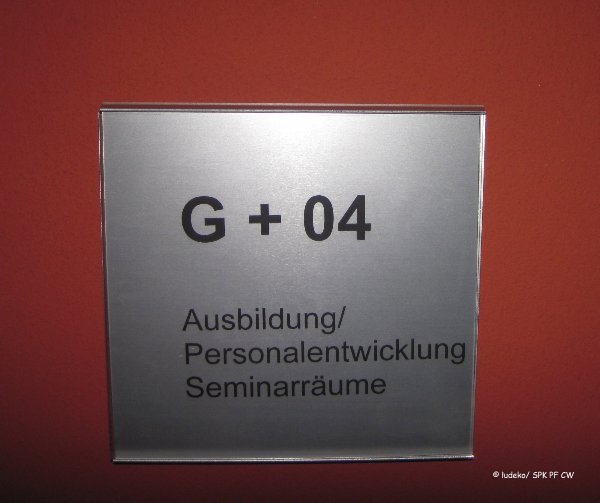 G + 04
Ausbildung/
Personalentwicklung
Seminarräume
© ludeko/ SPK PF CW